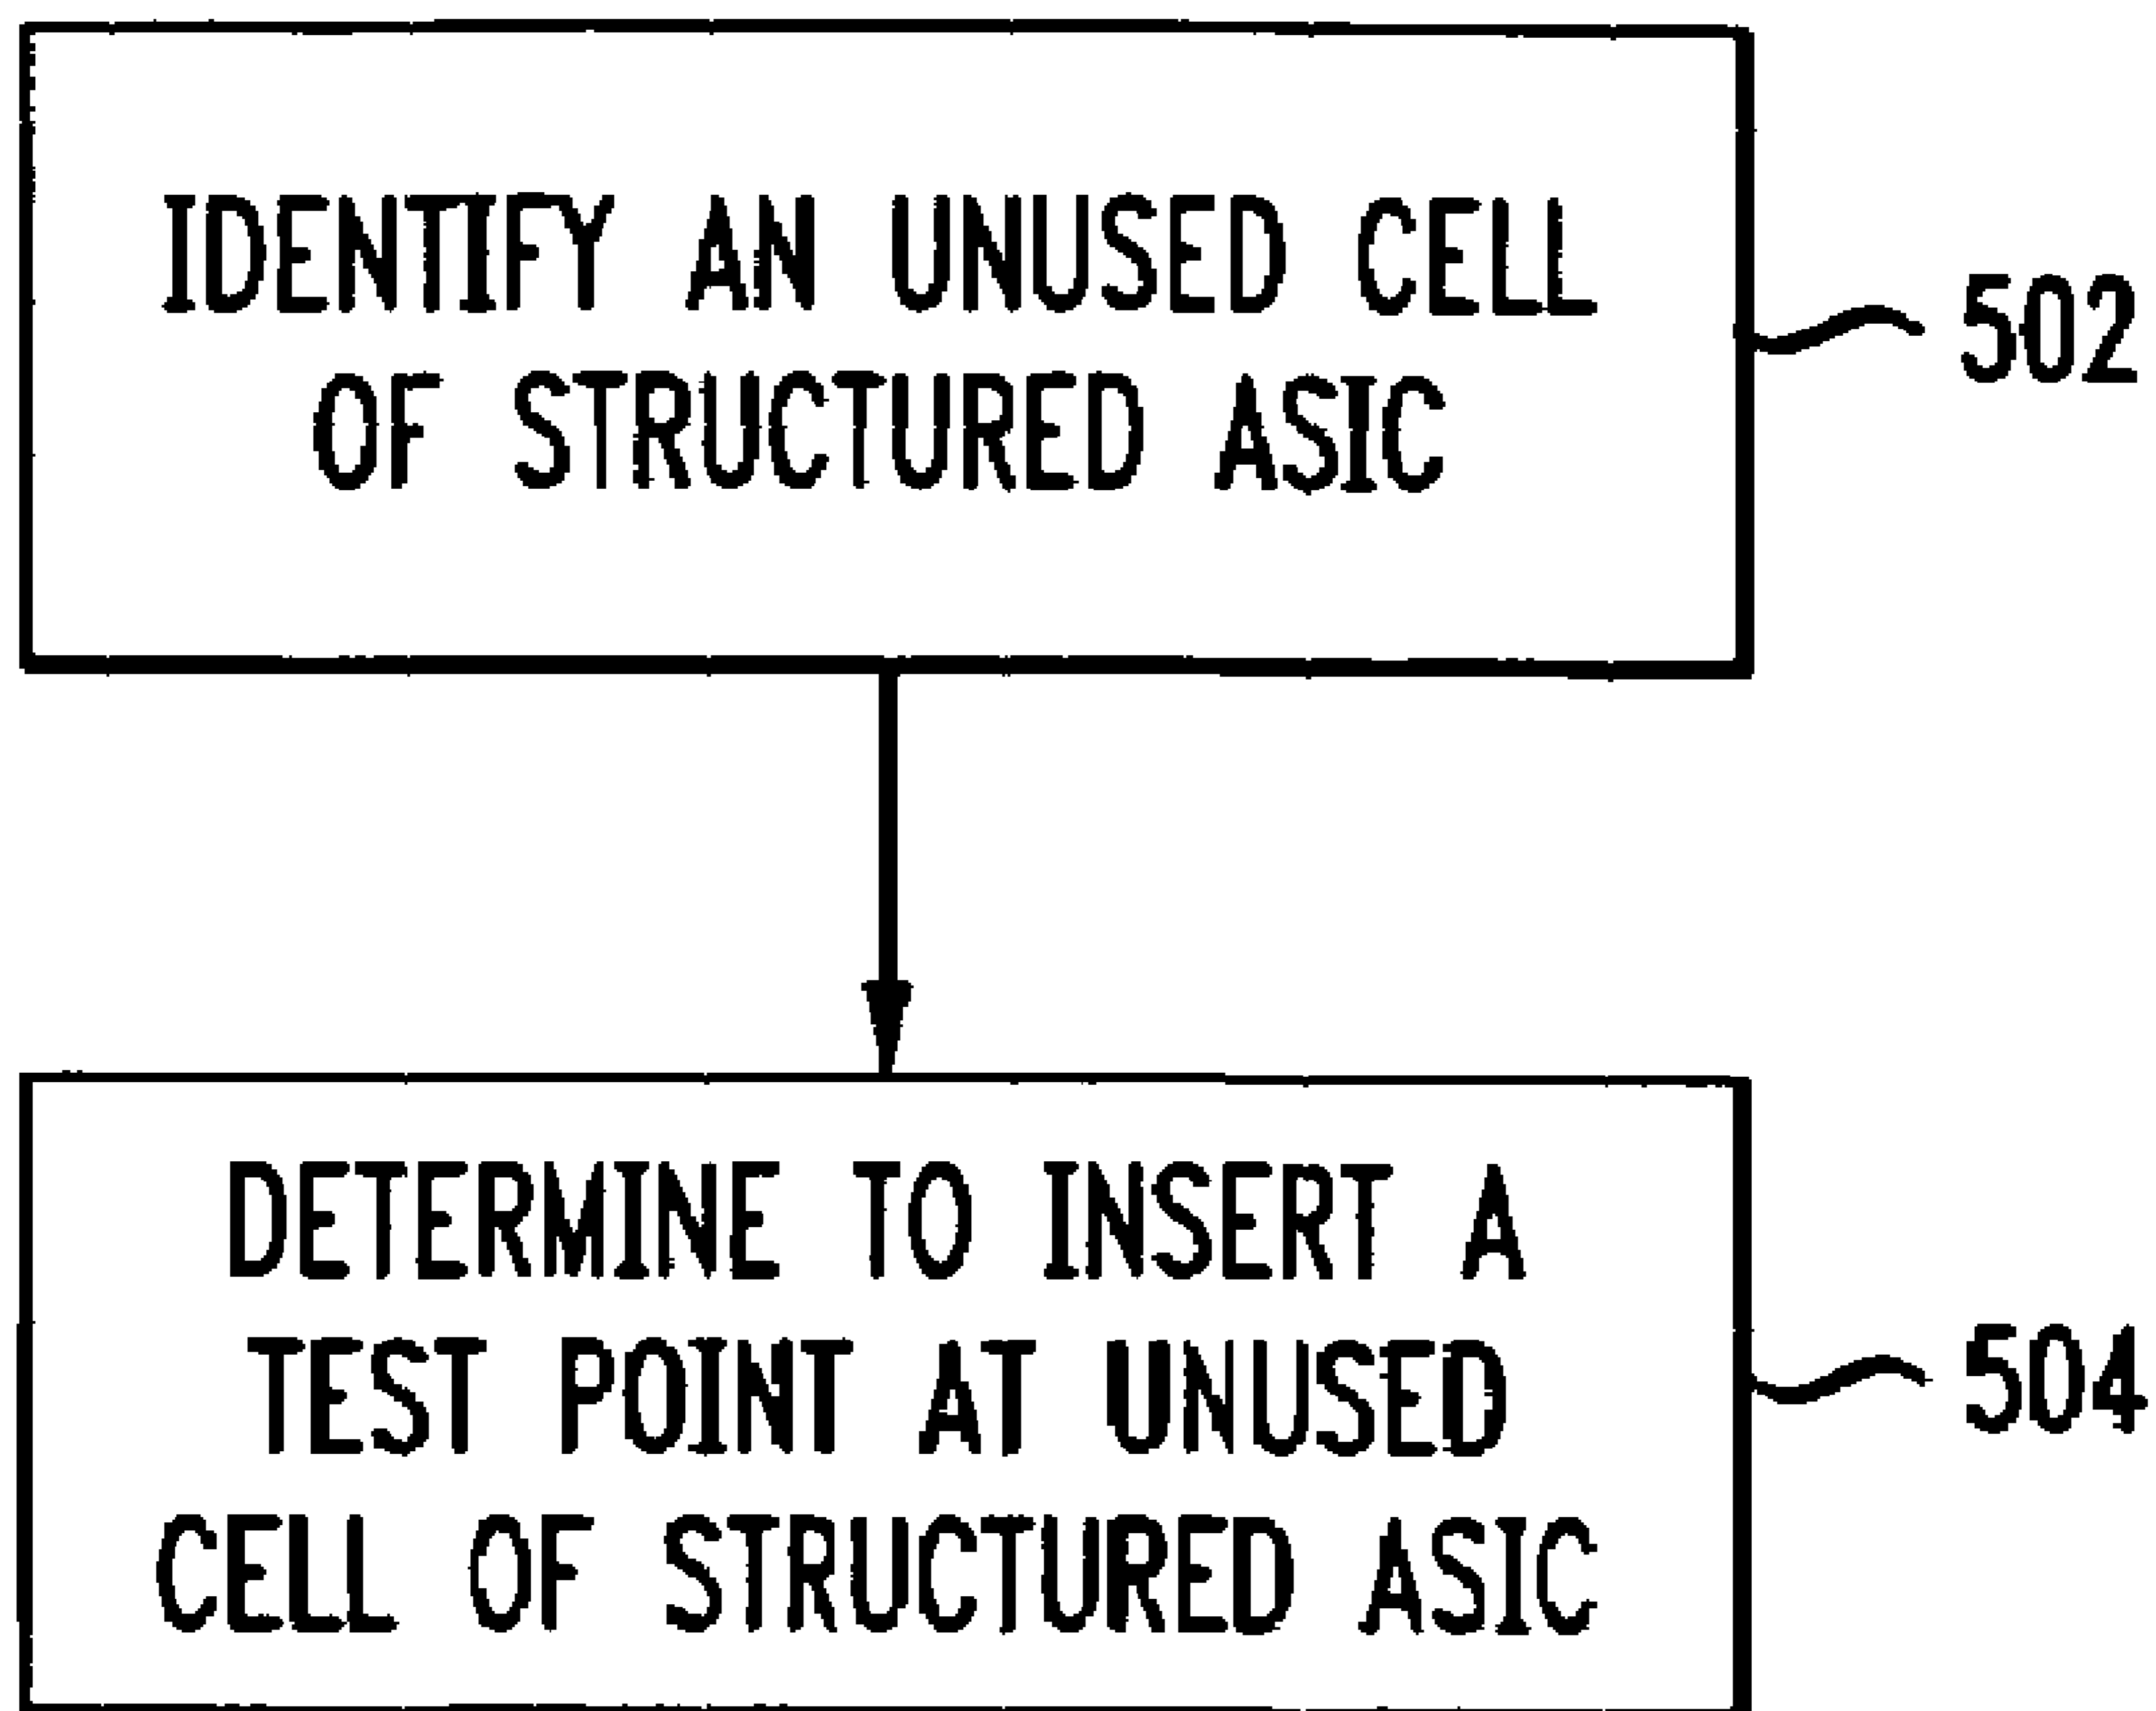 IDENTIFY AN UNUSED CELL
OF STRUCTURED ASIC
502
DETERMINE TO INSERT A
TEST POINT AT UNUSED
CELL OF STRUCTURED ASIC
504